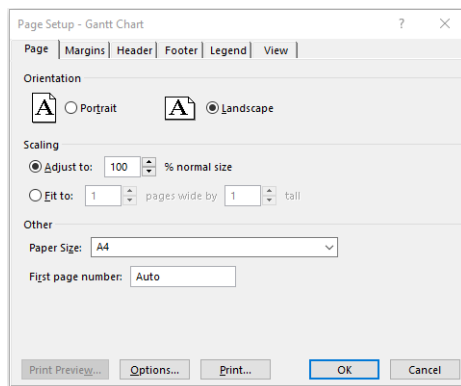 Page Setup - Gantt Chart ? ×
Page Margins Header Footer Legend View
Orientation
A Portrait A Landscape
Scaling
Adjust to: 100 % normal size
Fit to: 1 pages wide by 1 tall
Other
Paper Size: A4
First page number: Auto
Print Preview... Options... Print... OK Cancel